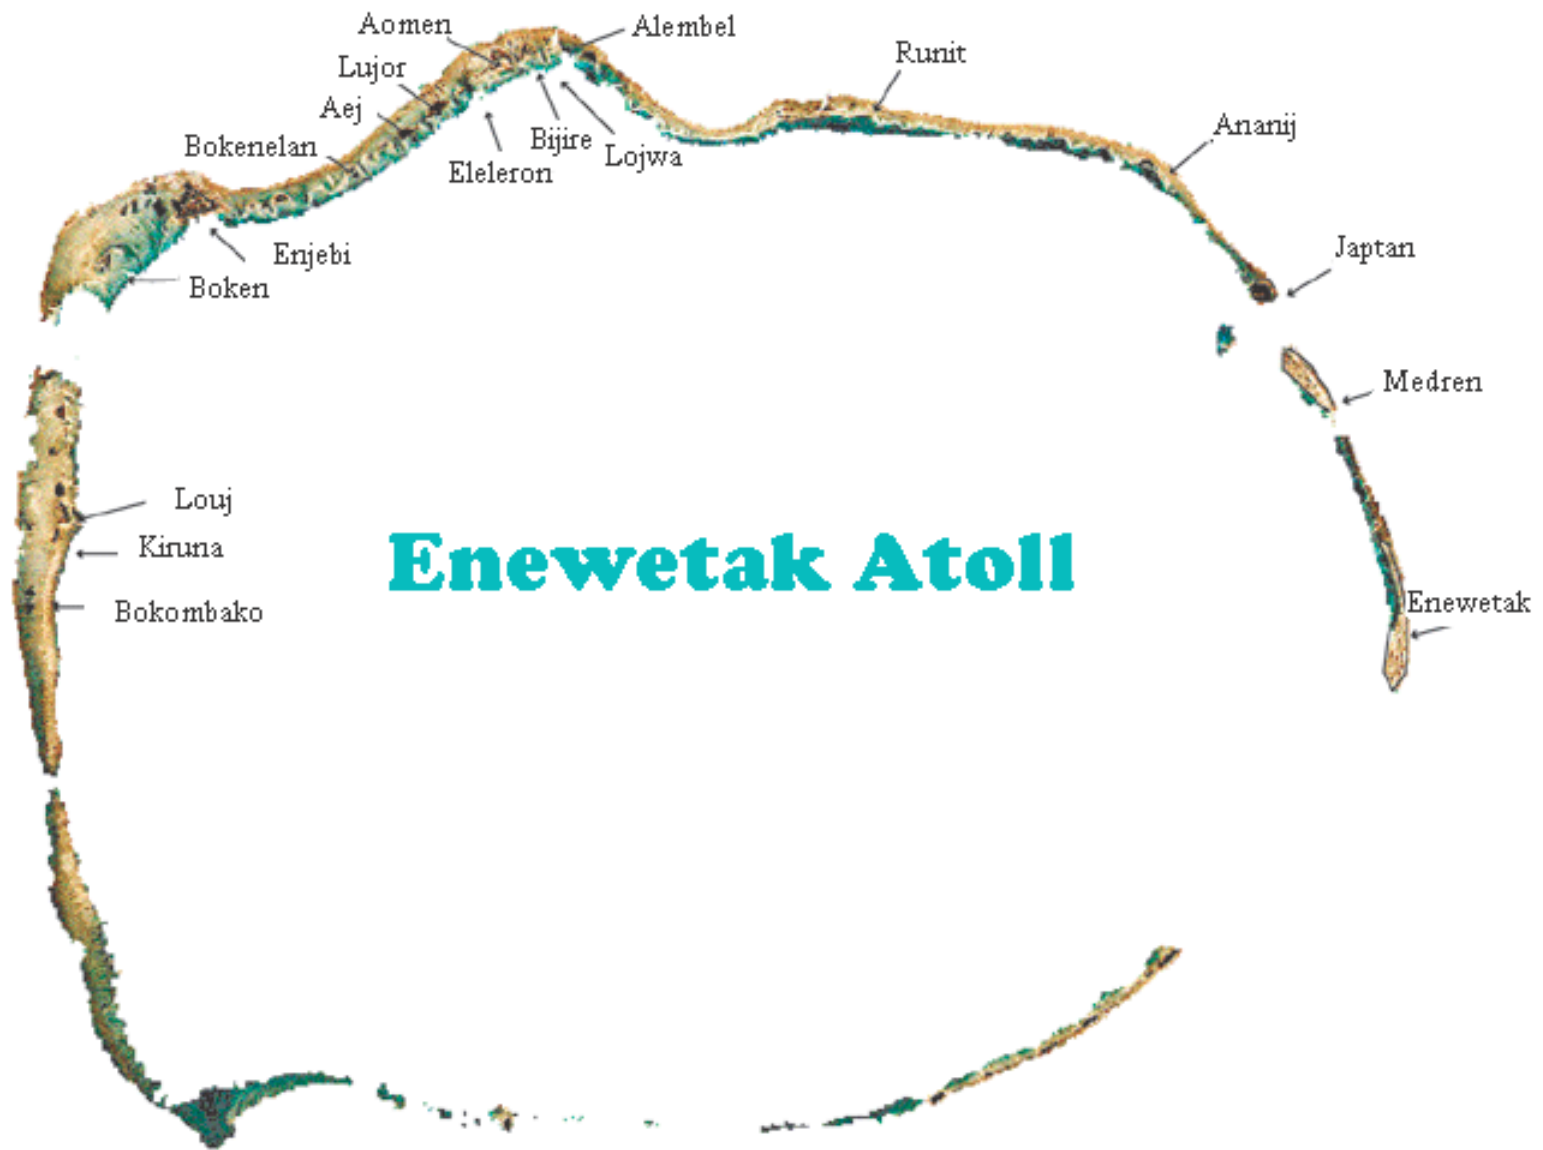 Aomen
Alembel
Runit
Lujor
Aej
Bokenelan
Bijire
Lojwa
Eleleron
Ananij
Enjebi
Boken
Japtan
Medren
Louj
Kiruna
Enewetak Atoll
Bokombako
Enewetak